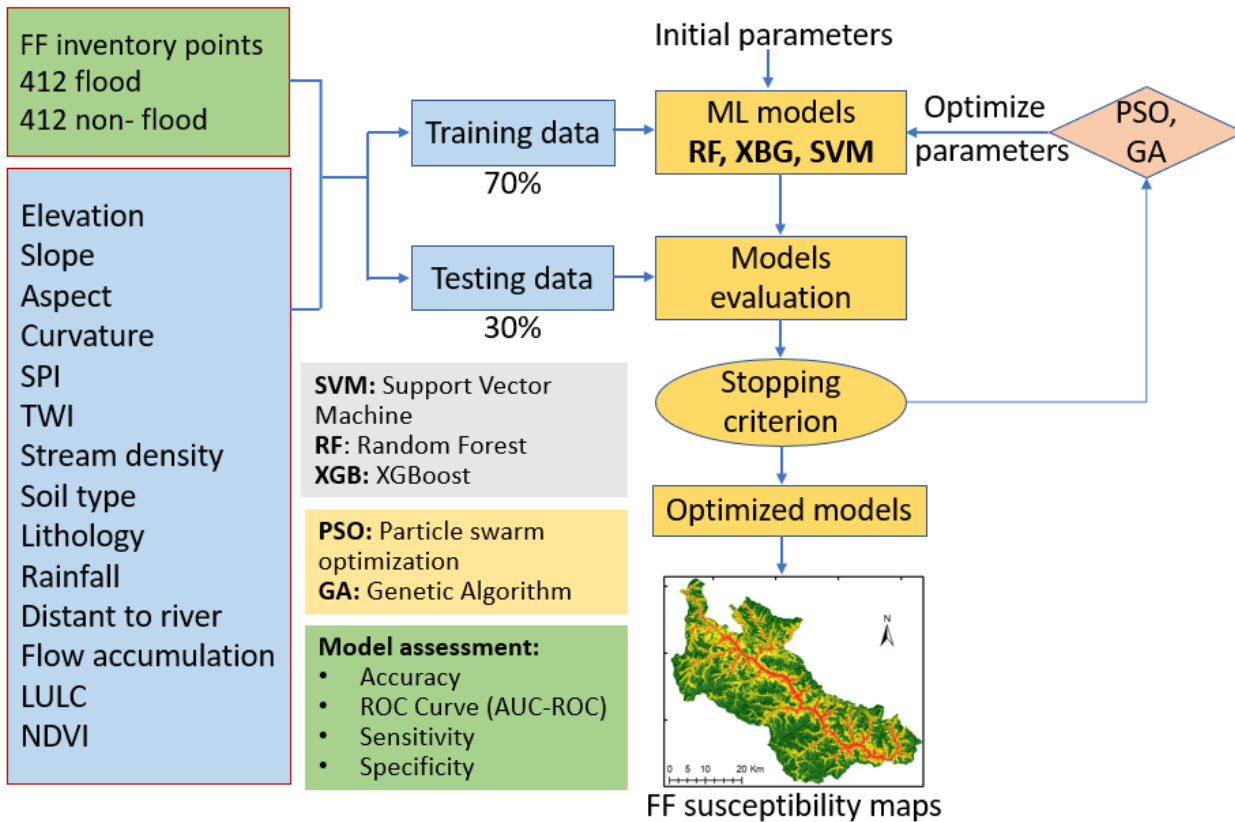 FF inventory points
412 flood
412 non- flood
Elevation
Slope
Aspect
Curvature
SPI
TWI
Stream density
Soil type
Lithology
Rainfall
Distant to river
Flow accumulation
LULC
NDVI
Training data
70%
Testing data
30%
SVM: Support Vector
Machine
RF: Random Forest
XGB: XGBoost
PSO: Particle swarm
optimization
GA: Genetic Algorithm
Model assessment:
• Accuracy
• ROC Curve (AUC-ROC)
• Sensitivity
• Specificity
Initial parameters
ML models
RF, XBG, SVM
Optimize
parameters
PSO,
GA
Models
evaluation
Stopping
criterion
Optimized models
N
0 5 10 20 Km
FF susceptibility maps